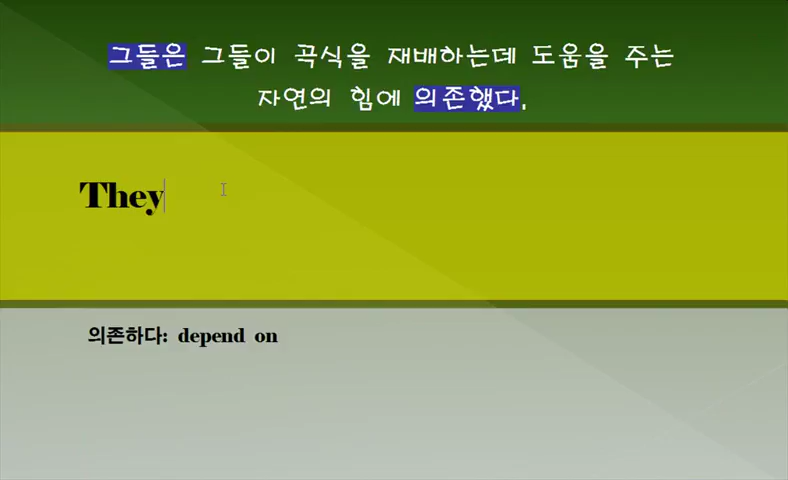 그들은 그들이 곡식을 재배하는데 도움을 주는
자연의 힘에 의존했다.
They
의존하다: depend on